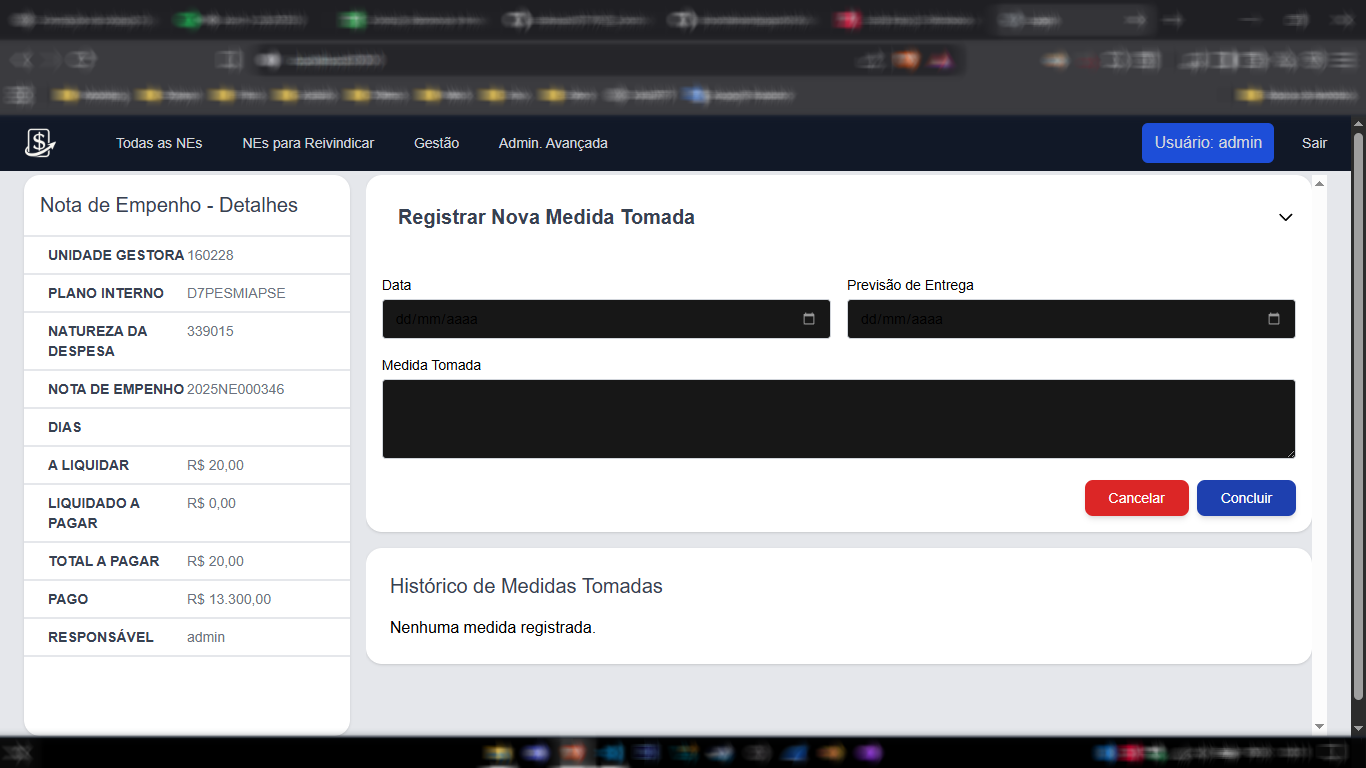 Todas as NEs
NEs para Reivindicar
Gestão
Admin. Avançada
Usuário: admin
Sair
Nota de Empenho - Detalhes
UNIDADE GESTORA 160228
PLANO INTERNO D7PESMIAPSE
NATUREZA DA 339015
DESPESA
NOTA DE EMPENHO 2025NE000346
DIAS
A LIQUIDAR R$ 20,00
LIQUIDADO A R$ 0,00
PAGAR
TOTAL A PAGAR R$ 20,00
PAGO R$ 13.300,00
RESPONSÁVEL admin
Registrar Nova Medida Tomada
Data
dd/mm/aaaa
Previsão de Entrega
dd/mm/aaaa
Medida Tomada
Cancelar
Concluir
Histórico de Medidas Tomadas
Nenhuma medida registrada.